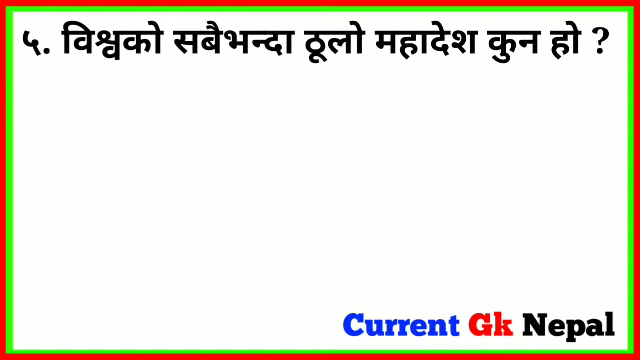 ५. विश्वको सबैभन्दा ठूलो महादेश कुन हो ?
Current Gk Nepal